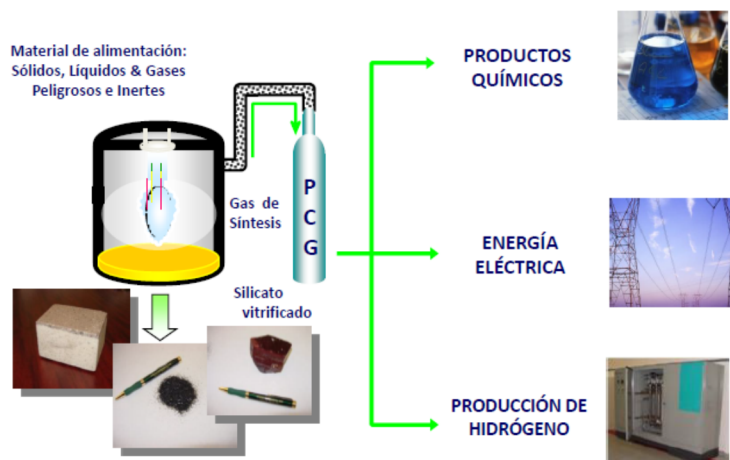 Material de alimentación:
Sólidos, Líquidos & Gases
Peligrosos e Inertes
Gas de
Síntesis
P
C
G
Silicato
vitrificado
PRODUCTOS
QUÍMICOS
ENERGÍA
ELÉCTRICA
PRODUCCIÓN DE
HIDRÓGENO